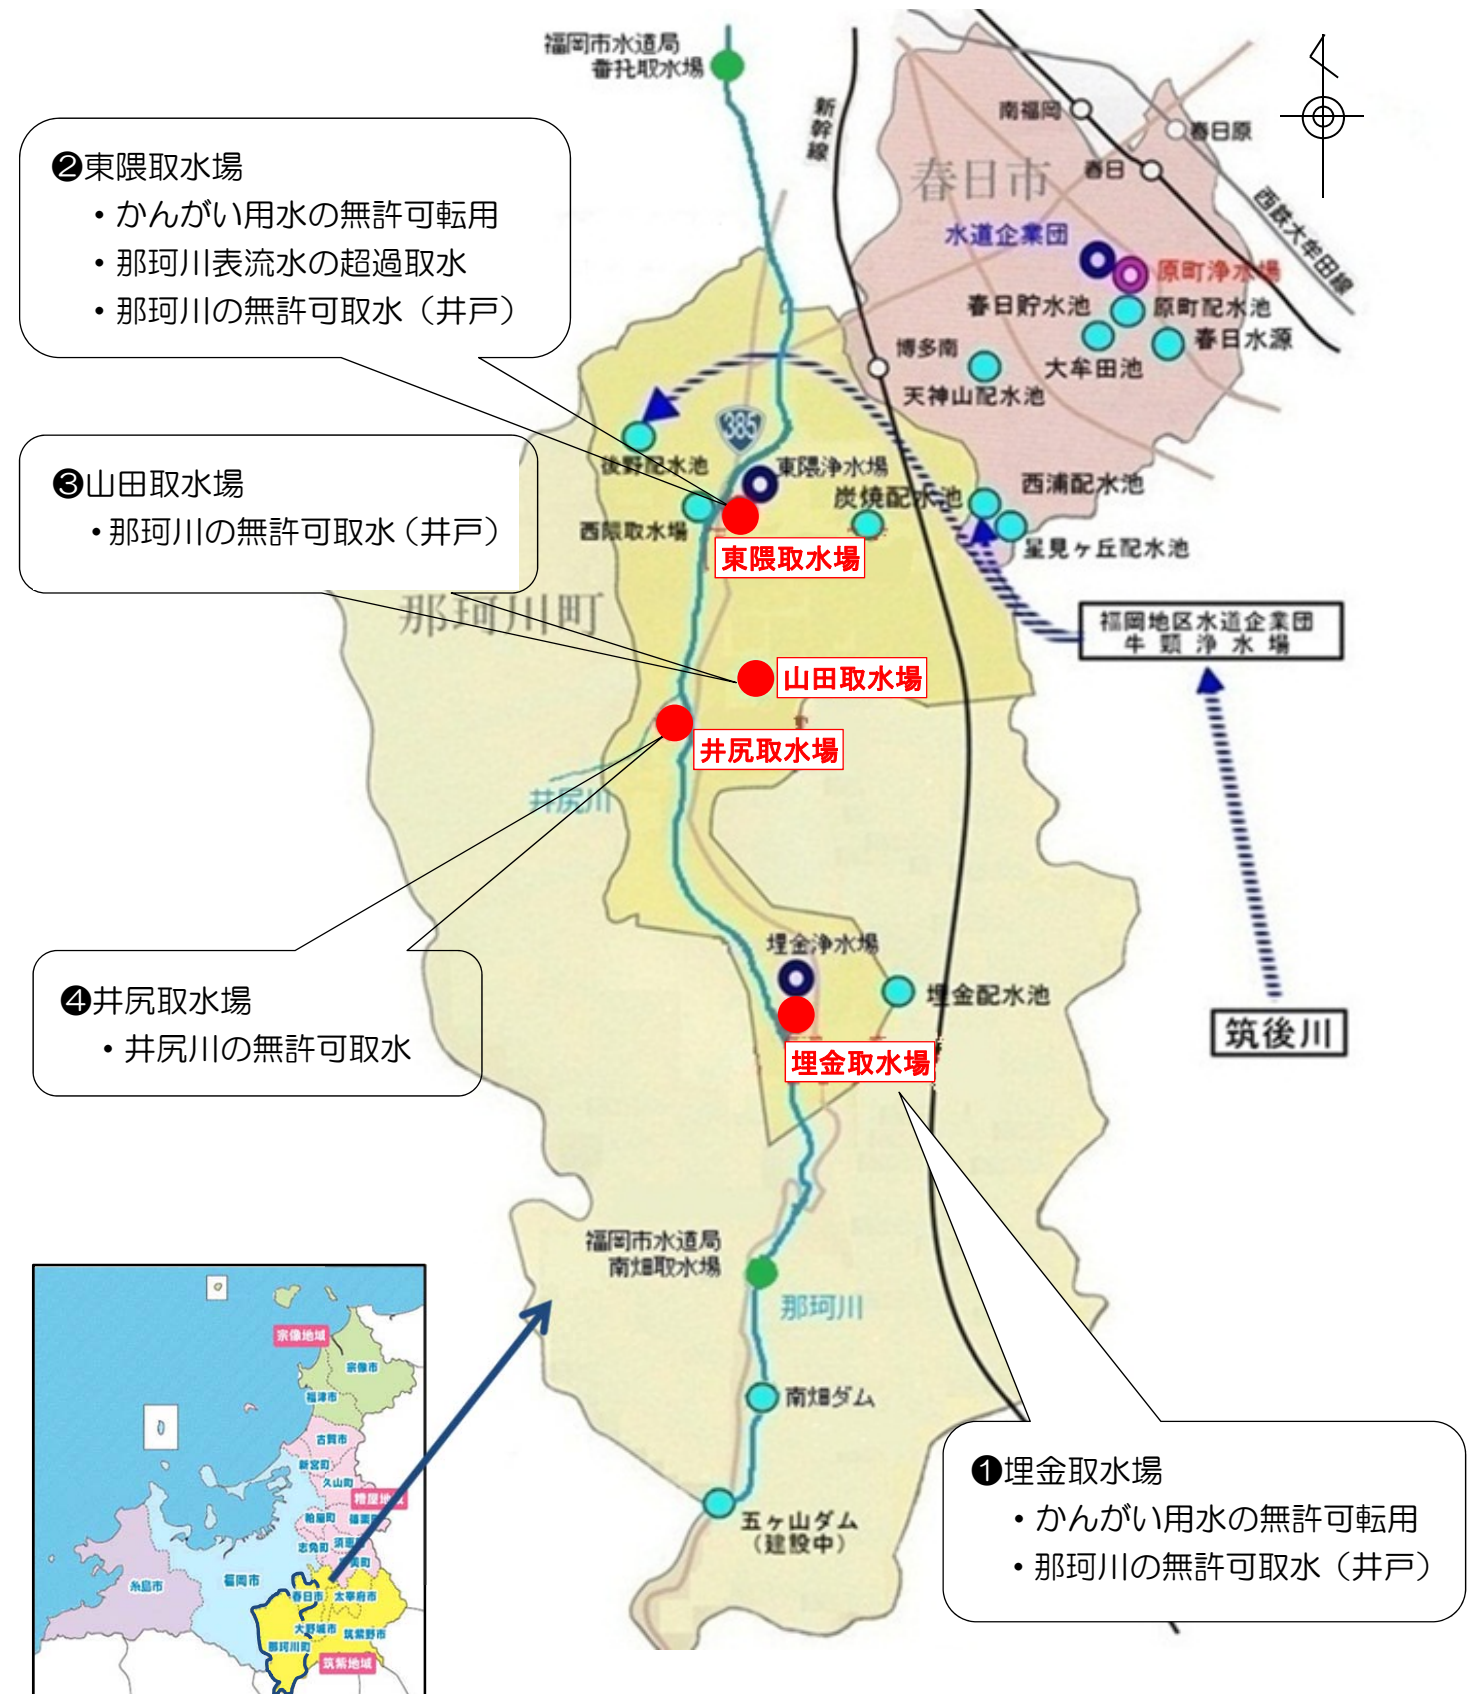 福岡市水道局
番托取水場
新幹線
南福岡
春日原
春日
春日市
西鉄大牟田線
水道企業団
原町浄水場
春日貯水池
原町配水池
春日水源
大牟田池
博多南
天神山配水池
❷東隈取水場
・かんがい用水の無許可転用
・那珂川表流水の超過取水
・那珂川の無許可取水（井戸）
385
後野配水池
東隈浄水場
炭焼配水池
西浦配水池
西隈取水場
星見ヶ丘配水池
東隈取水場
❸山田取水場
・那珂川の無許可取水（井戸）
那珂川町
福岡地区水道企業団
牛頸浄水場
山田取水場
井尻取水場
井尻川
埋金浄水場
埋金配水池
筑後川
❹井尻取水場
・井尻川の無許可取水
埋金取水場
福岡市水道局
南畑取水場
那珂川
南畑ダム
五ヶ山ダム
（建設中）
❶埋金取水場
・かんがい用水の無許可転用
・那珂川の無許可取水（井戸）
宗像地域
宗像市
福津市
古賀市
新宮町
久山町
糟屋地域
粕屋町
志免町
糸島市
福岡市
春日市
太宰府市
大野城市
筑紫野市
那珂川町
筑紫地域